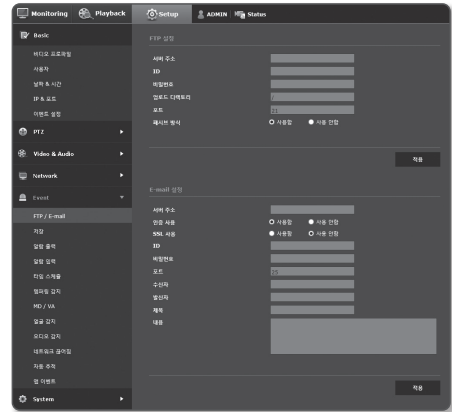 Monitoring Playback Setup ADMIN Status
Basic
비디오 프로파일
사용자
날짜 & 시간
IP & 포트
이벤트 설정
PTZ
Video & Audio
Network
Event
FTP / E-mail
저장
알람 출력
알람 입력
타임 스케줄
탬퍼링 감지
MD / VA
얼굴 감지
오디오 감지
네트워크 끊어짐
자동 추적
앱 이벤트
System
FTP 설정
서버 주소
ID
비밀번호
업로드 디렉토리 /
포트 21
패시브 방식 사용함 사용 안함
적용
E-mail 설정
서버 주소
인증 사용 사용함 사용 안함
SSL 사용 사용함 사용 안함
ID
비밀번호
포트 25
수신자
발신자
제목
내용
적용